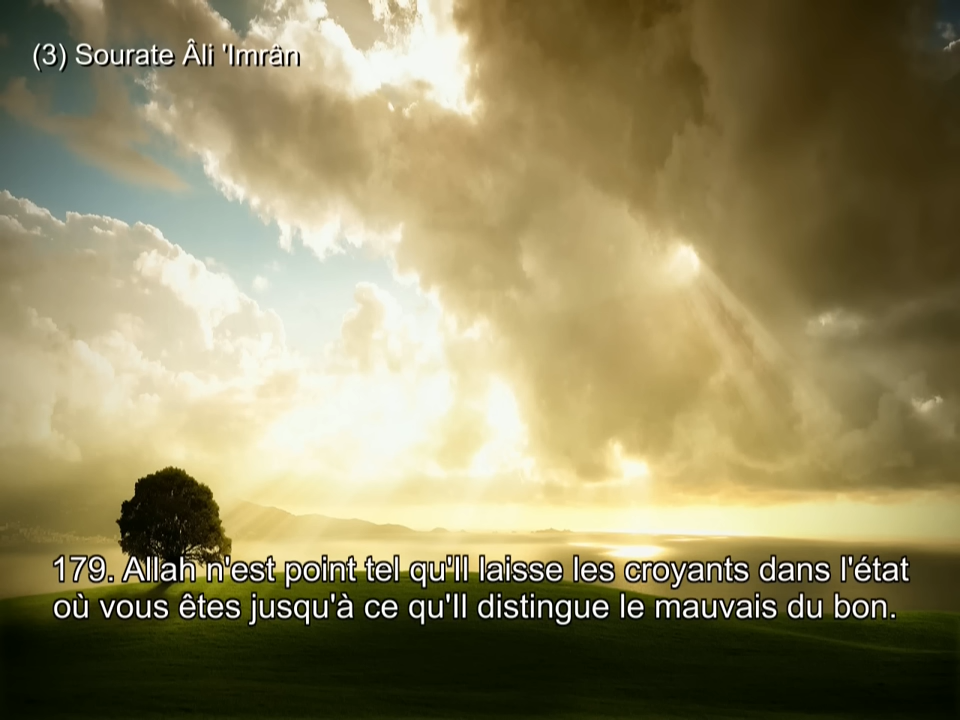 (3) Sourate Âli 'Imrân
179. Allah n'est point tel qu'Il laisse les croyants dans l'état
où vous êtes jusqu'à ce qu'Il distingue le mauvais du bon.